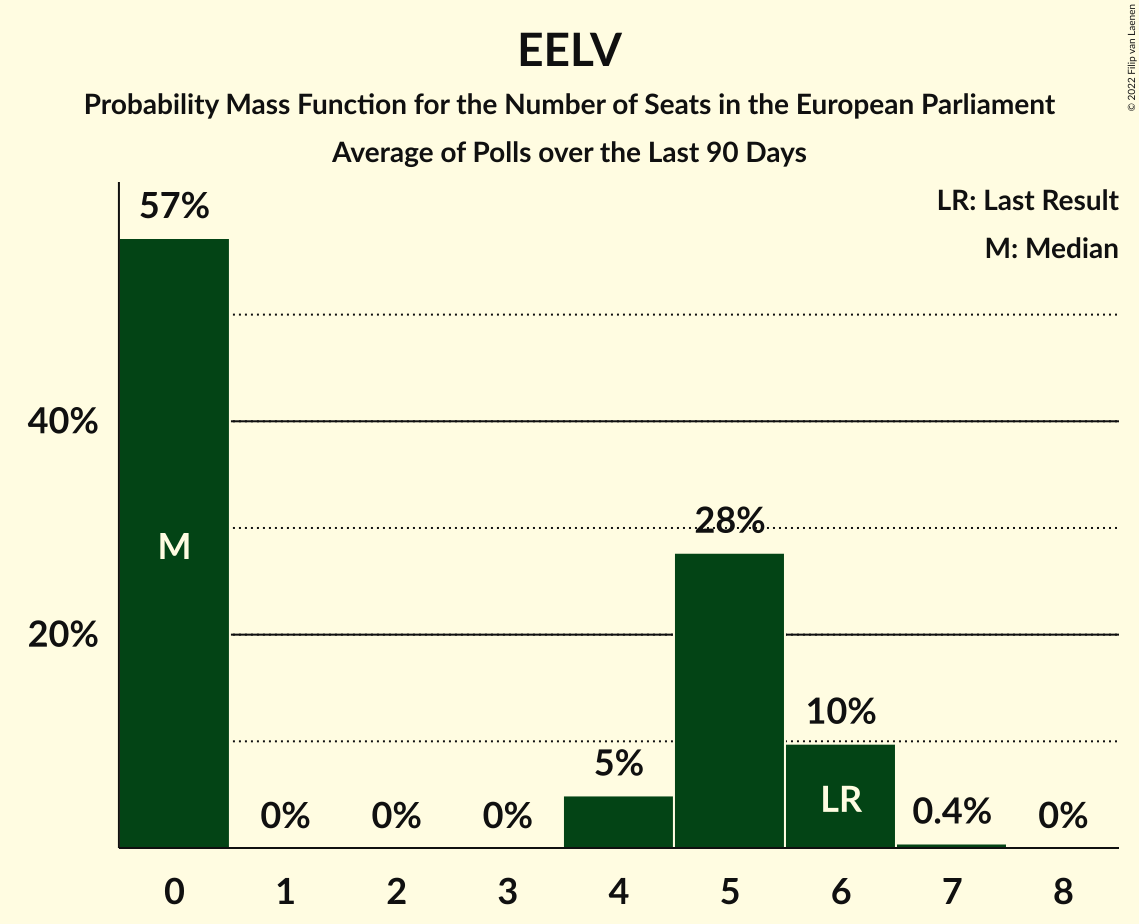 EELV
Probability Mass Function for the Number of Seats in the European Parliament
Average of Polls over the Last 90 Days
© 2022 Filip van Laenen
LR: Last Result
M: Median
57%
40%
20%
M
0%
0%
0%
5%
28%
10%
LR
0.4%
0%
0
1
2
3
4
5
6
7
8